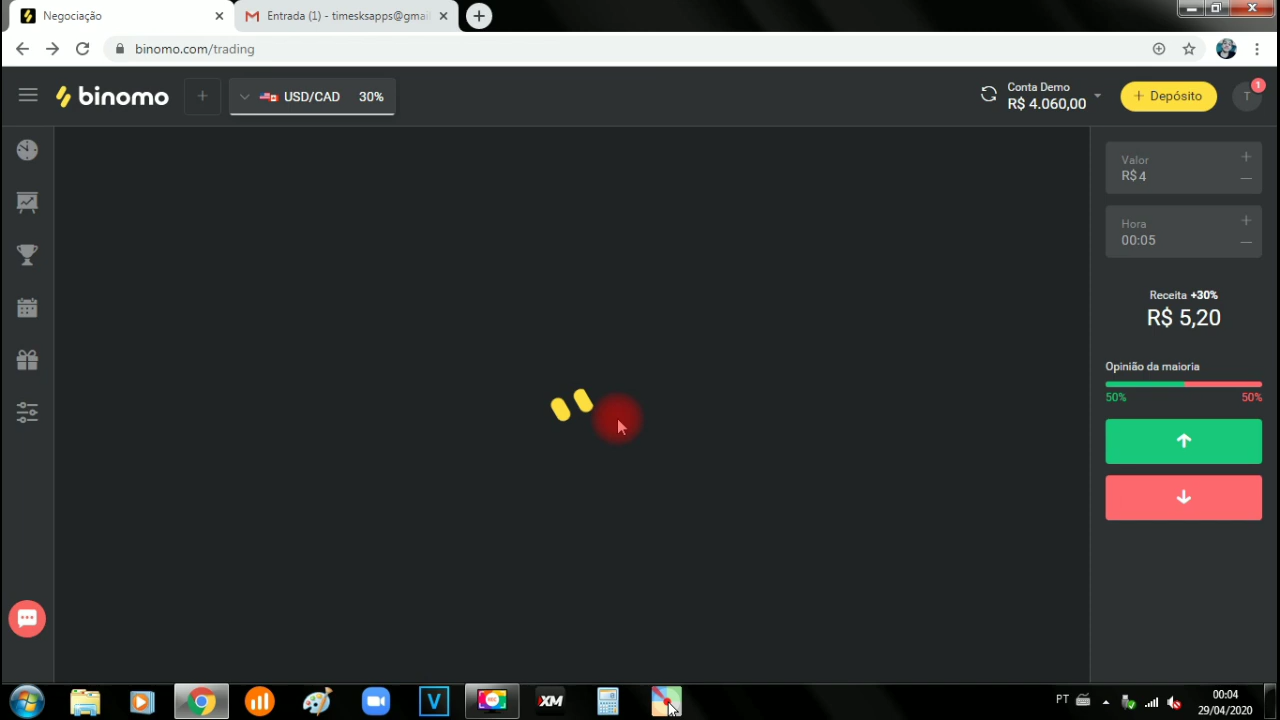 Negociação
Entrada (1) - timesksapps@gmai
binomo.com/trading
binomo
USD/CAD 30%
Conta Demo
R$ 4.060,00
Depósito
T
1
Valor
R$ 4
Hora
00:05
Receita +30%
R$ 5,20
Opinião da maioria
50% 50%
V
XM
PT
00:04
29/04/2020